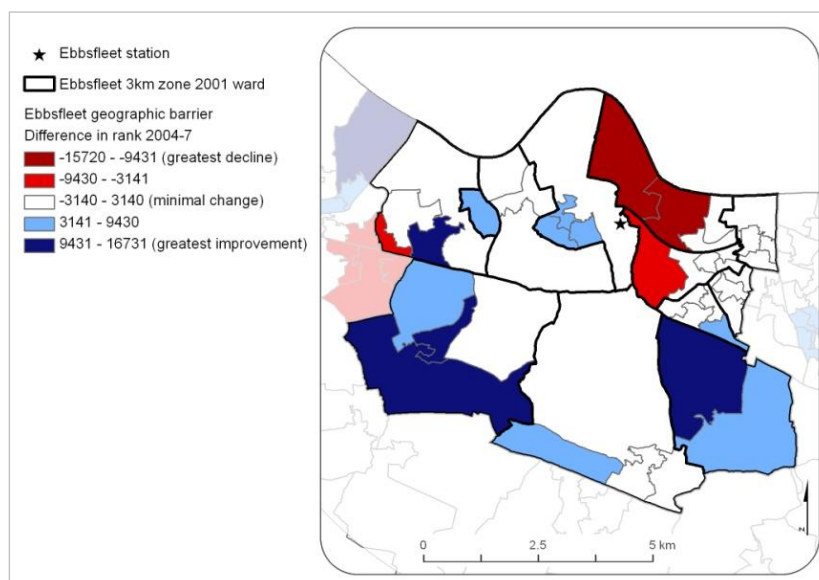 Ebbsfleet station
Ebbsfleet 3km zone 2001 ward
Ebbsfleet geographic barrier
Difference in rank 2004-7
-15720 - -9431 (greatest decline)
-9430 - -3141
-3140 - 3140 (minimal change)
3141 - 9430
9431 - 16731 (greatest improvement)
N
0 2.5 5 km